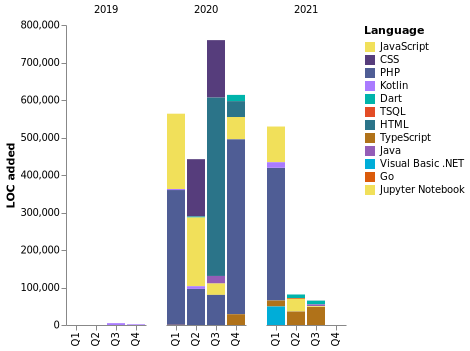 2019 2020 2021
Language
JavaScript
CSS
PHP
Kotlin
Dart
TSQL
HTML
TypeScript
Java
Visual Basic .NET
Go
Jupyter Notebook
LOC added
800,000
700,000
600,000
500,000
400,000
300,000
200,000
100,000
0
Q1 Q2 Q3 Q4 Q1 Q2 Q3 Q4 Q1 Q2 Q3 Q4